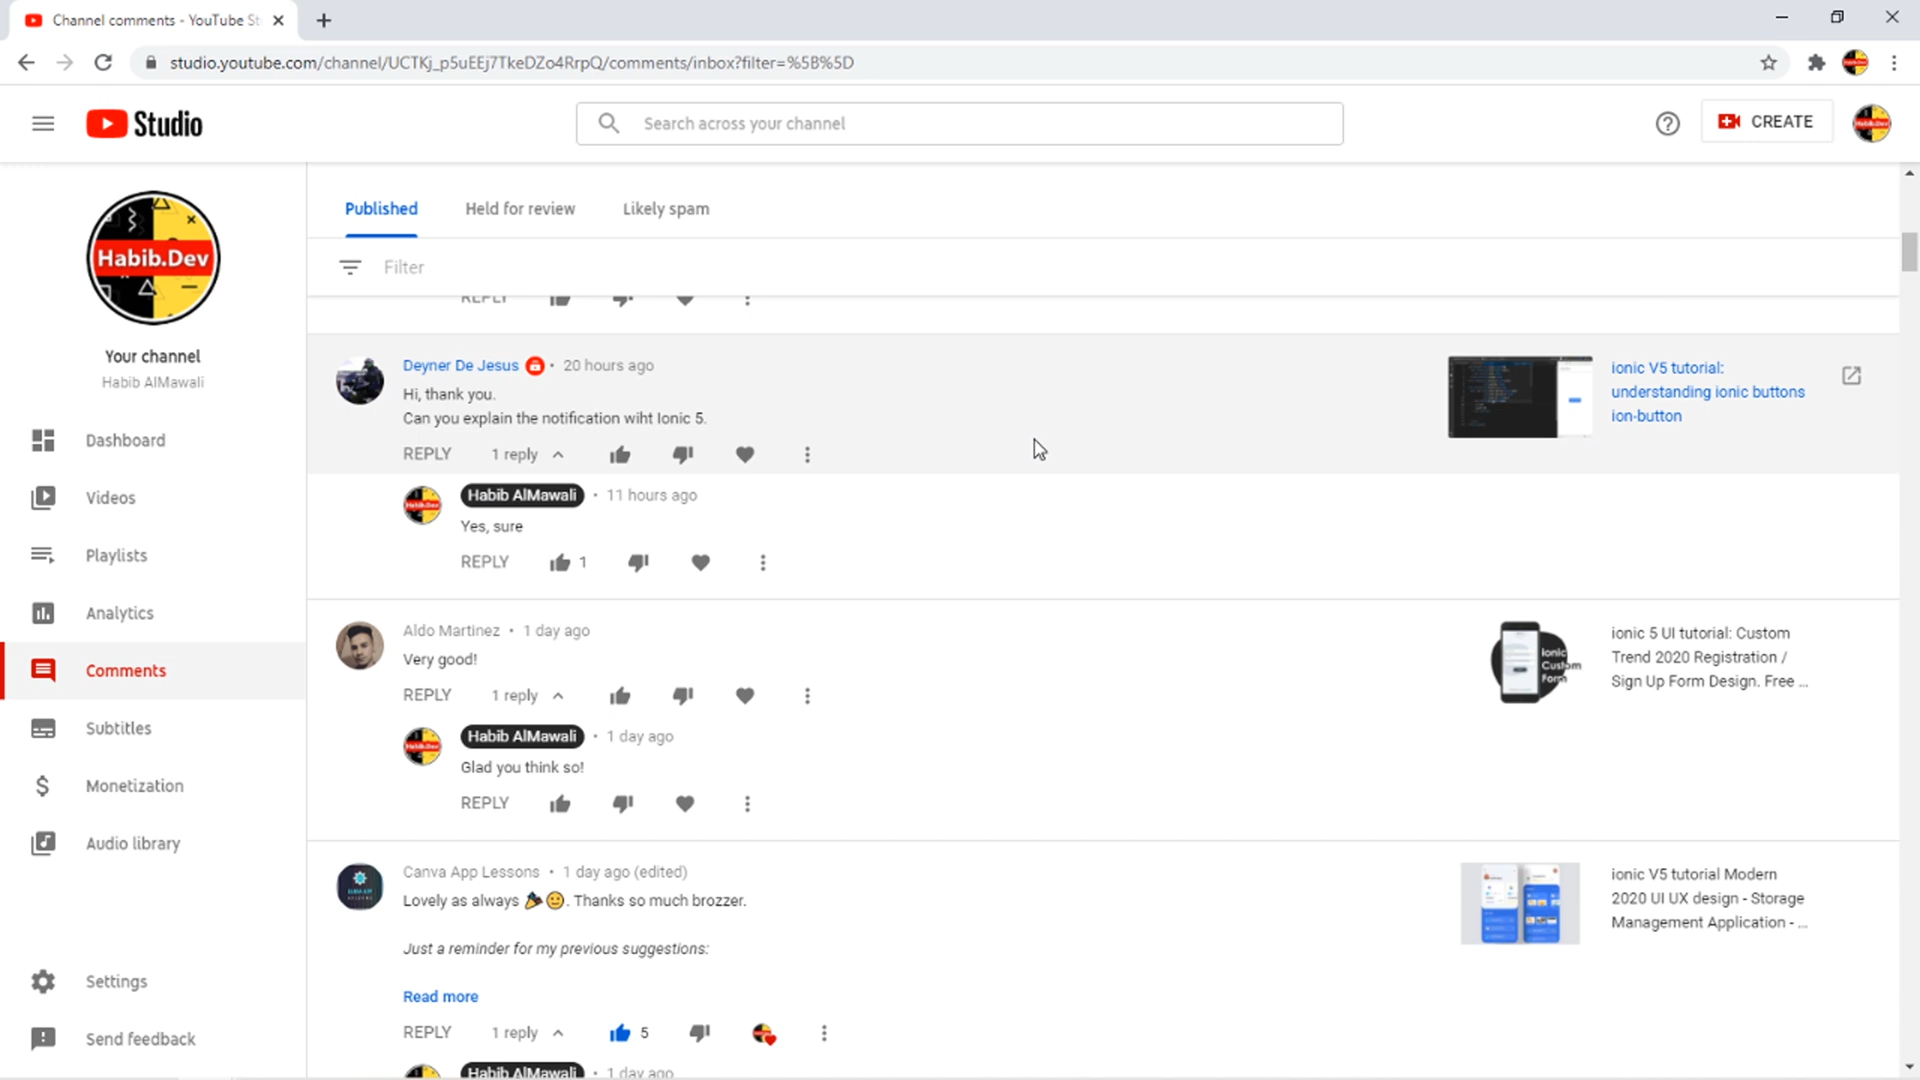 Channel comments - YouTube St
studio.youtube.com/channel/UCTKj_p5uEEj7TkeDZo4RrpQ/comments/inbox?filter=%5B%5D
Studio
Search across your channel
CREATE
Habib.Dev
Your channel
Habib AlMawali
Dashboard
Videos
Playlists
Analytics
Comments
Subtitles
Monetization
Audio library
Settings
Send feedback
Published
Held for review
Likely spam
Filter
REPLY
Deyner De Jesus • 20 hours ago
Hi, thank you.
Can you explain the notification wiht Ionic 5.
REPLY 1 reply
ionic V5 tutorial:
understanding ionic buttons
ion-button
Habib AlMawali • 11 hours ago
Yes, sure
REPLY 1
Aldo Martinez • 1 day ago
Very good!
REPLY 1 reply
Ionic
Custom
Form
ionic 5 UI tutorial: Custom
Trend 2020 Registration /
Sign Up Form Design. Free ...
Habib AlMawali • 1 day ago
Glad you think so!
REPLY
Canva App Lessons • 1 day ago (edited)
Lovely as always 🎉🙂. Thanks so much brozzer.
Just a reminder for my previous suggestions:
Read more
REPLY 1 reply 5
ionic V5 tutorial Modern
2020 UI UX design - Storage
Management Application - ...
Habib AlMawali • 1 day ago